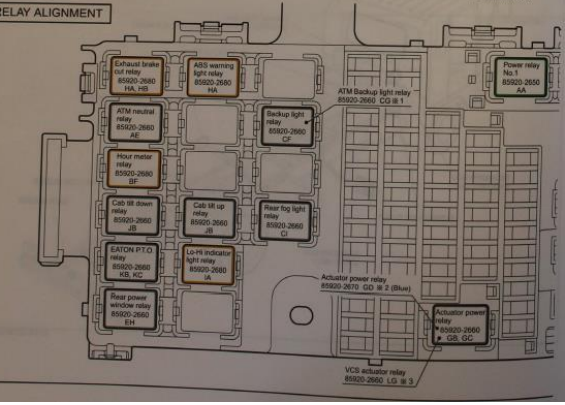 RELAY ALIGNMENT
Exhaust brake
cut relay
85920-2680
HA, HB
ABS warning
light relay
85920-2680
HA
Power relay
No.1
85920-2650
AA
ATM Backup light relay
85920-2660 CG ※ 1
ATM neutral
relay
85920-2660
AE
Backup light
relay
85920-2660
CF
Hour meter
relay
85920-2680
BF
Cab tilt down
relay
85920-2660
JB
Cab tilt up
relay
85920-2660
JB
Rear fog light
relay
85920-2660
CI
EATON P.T.O.
relay
85920-2660
KB, KC
Lo-Hi indicator
light relay
85920-2680
IA
Actuator power relay
85920-2670 GD ※ 2 (Blue)
Rear power
window relay
85920-2660
EH
Actuator power
relay
85920-2660
GB, GC
VCS actuator relay
85920-2660 LG ※ 3